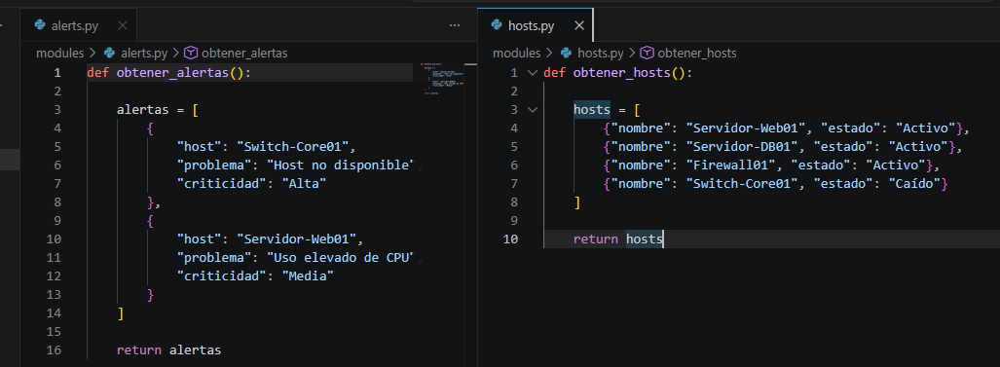 alerts.py
modules > alerts.py > obtener_alertas
1 def obtener_alertas():
2
3     alertas = [
4         {
5             "host": "Switch-Core01",
6             "problema": "Host no disponible",
7             "criticidad": "Alta"
8         },
9         {
10             "host": "Servidor-Web01",
11             "problema": "Uso elevado de CPU",
12             "criticidad": "Media"
13         }
14     ]
15
16     return alertas
hosts.py
modules > hosts.py > obtener_hosts
1 def obtener_hosts():
2
3     hosts = [
4         {"nombre": "Servidor-Web01", "estado": "Activo"},
5         {"nombre": "Servidor-DB01", "estado": "Activo"},
6         {"nombre": "Firewall01", "estado": "Activo"},
7         {"nombre": "Switch-Core01", "estado": "Caído"}
8     ]
9
10     return hosts